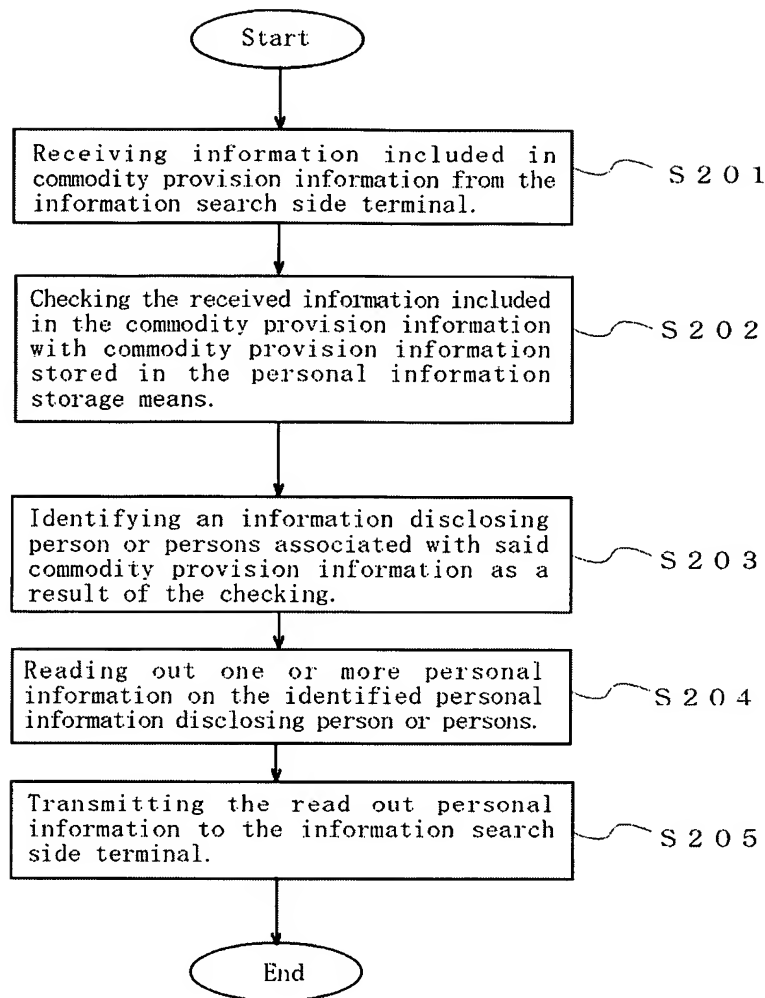 Start
Receiving information included in
commodity provision information from the
information search side terminal.
S201
Checking the received information included
in the commodity provision information
with commodity provision information
stored in the personal information
storage means.
S202
Identifying an information disclosing
person or persons associated with said
commodity provision information as a
result of the checking.
S203
Reading out one or more personal
information on the identified personal
information disclosing person or persons.
S204
Transmitting the read out personal
information to the information search
side terminal.
S205
End